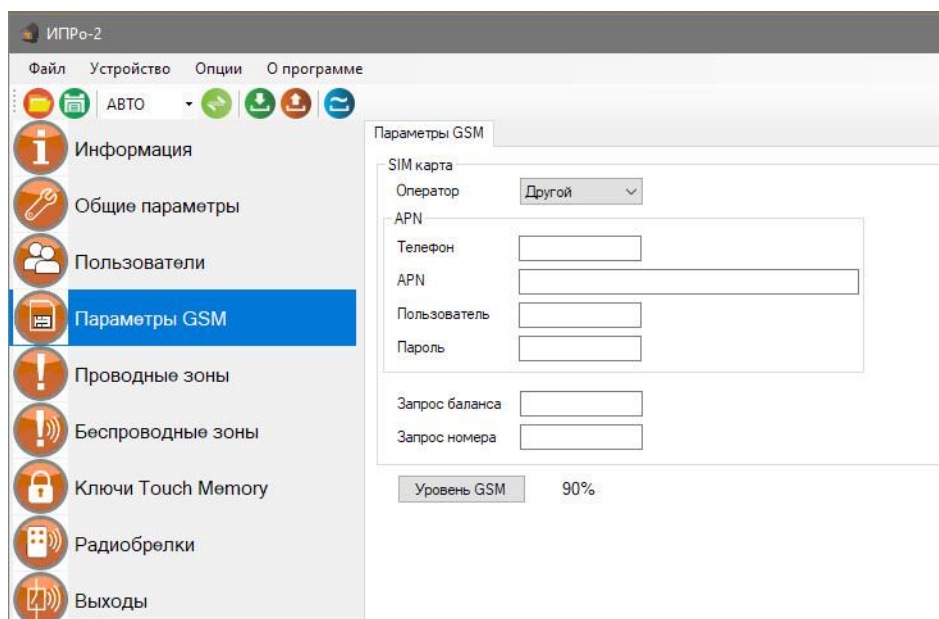 ИПРо-2
Файл Устройство Опции О программе
АВТО
Информация
Общие параметры
Пользователи
Параметры GSM
Проводные зоны
Беспроводные зоны
Ключи Touch Memory
Радиобрелки
Выходы
Параметры GSM
SIM карта
Оператор Другой
APN
Телефон
APN
Пользователь
Пароль
Запрос баланса
Запрос номера
Уровень GSM 90%